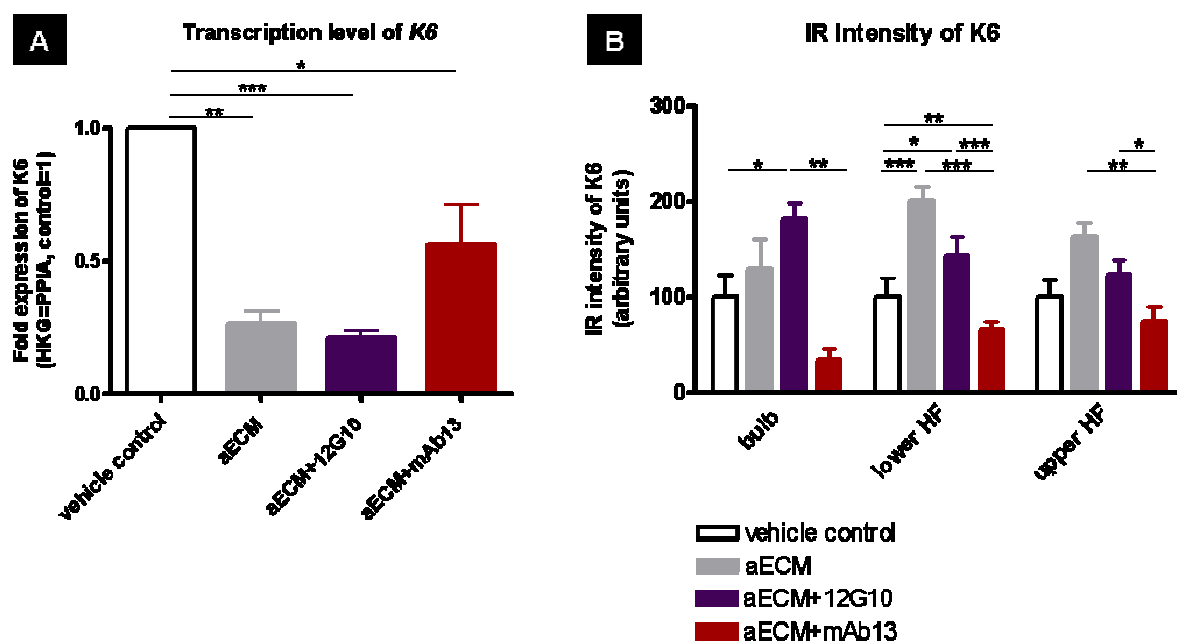 A
Transcription level of K6
*
***
**
1.0
0.5
0.0
Fold expression of K6
(HKG=PPIA, control=1)
vehicle control
aECM
aECM+12G10
aECM+mAb13
B
IR Intensity of K6
300
200
100
0
IR intensity of K6
(arbitrary units)
* **
**
* ***
*** ***
*
**
bulb
lower HF
upper HF
vehicle control
aECM
aECM+12G10
aECM+mAb13